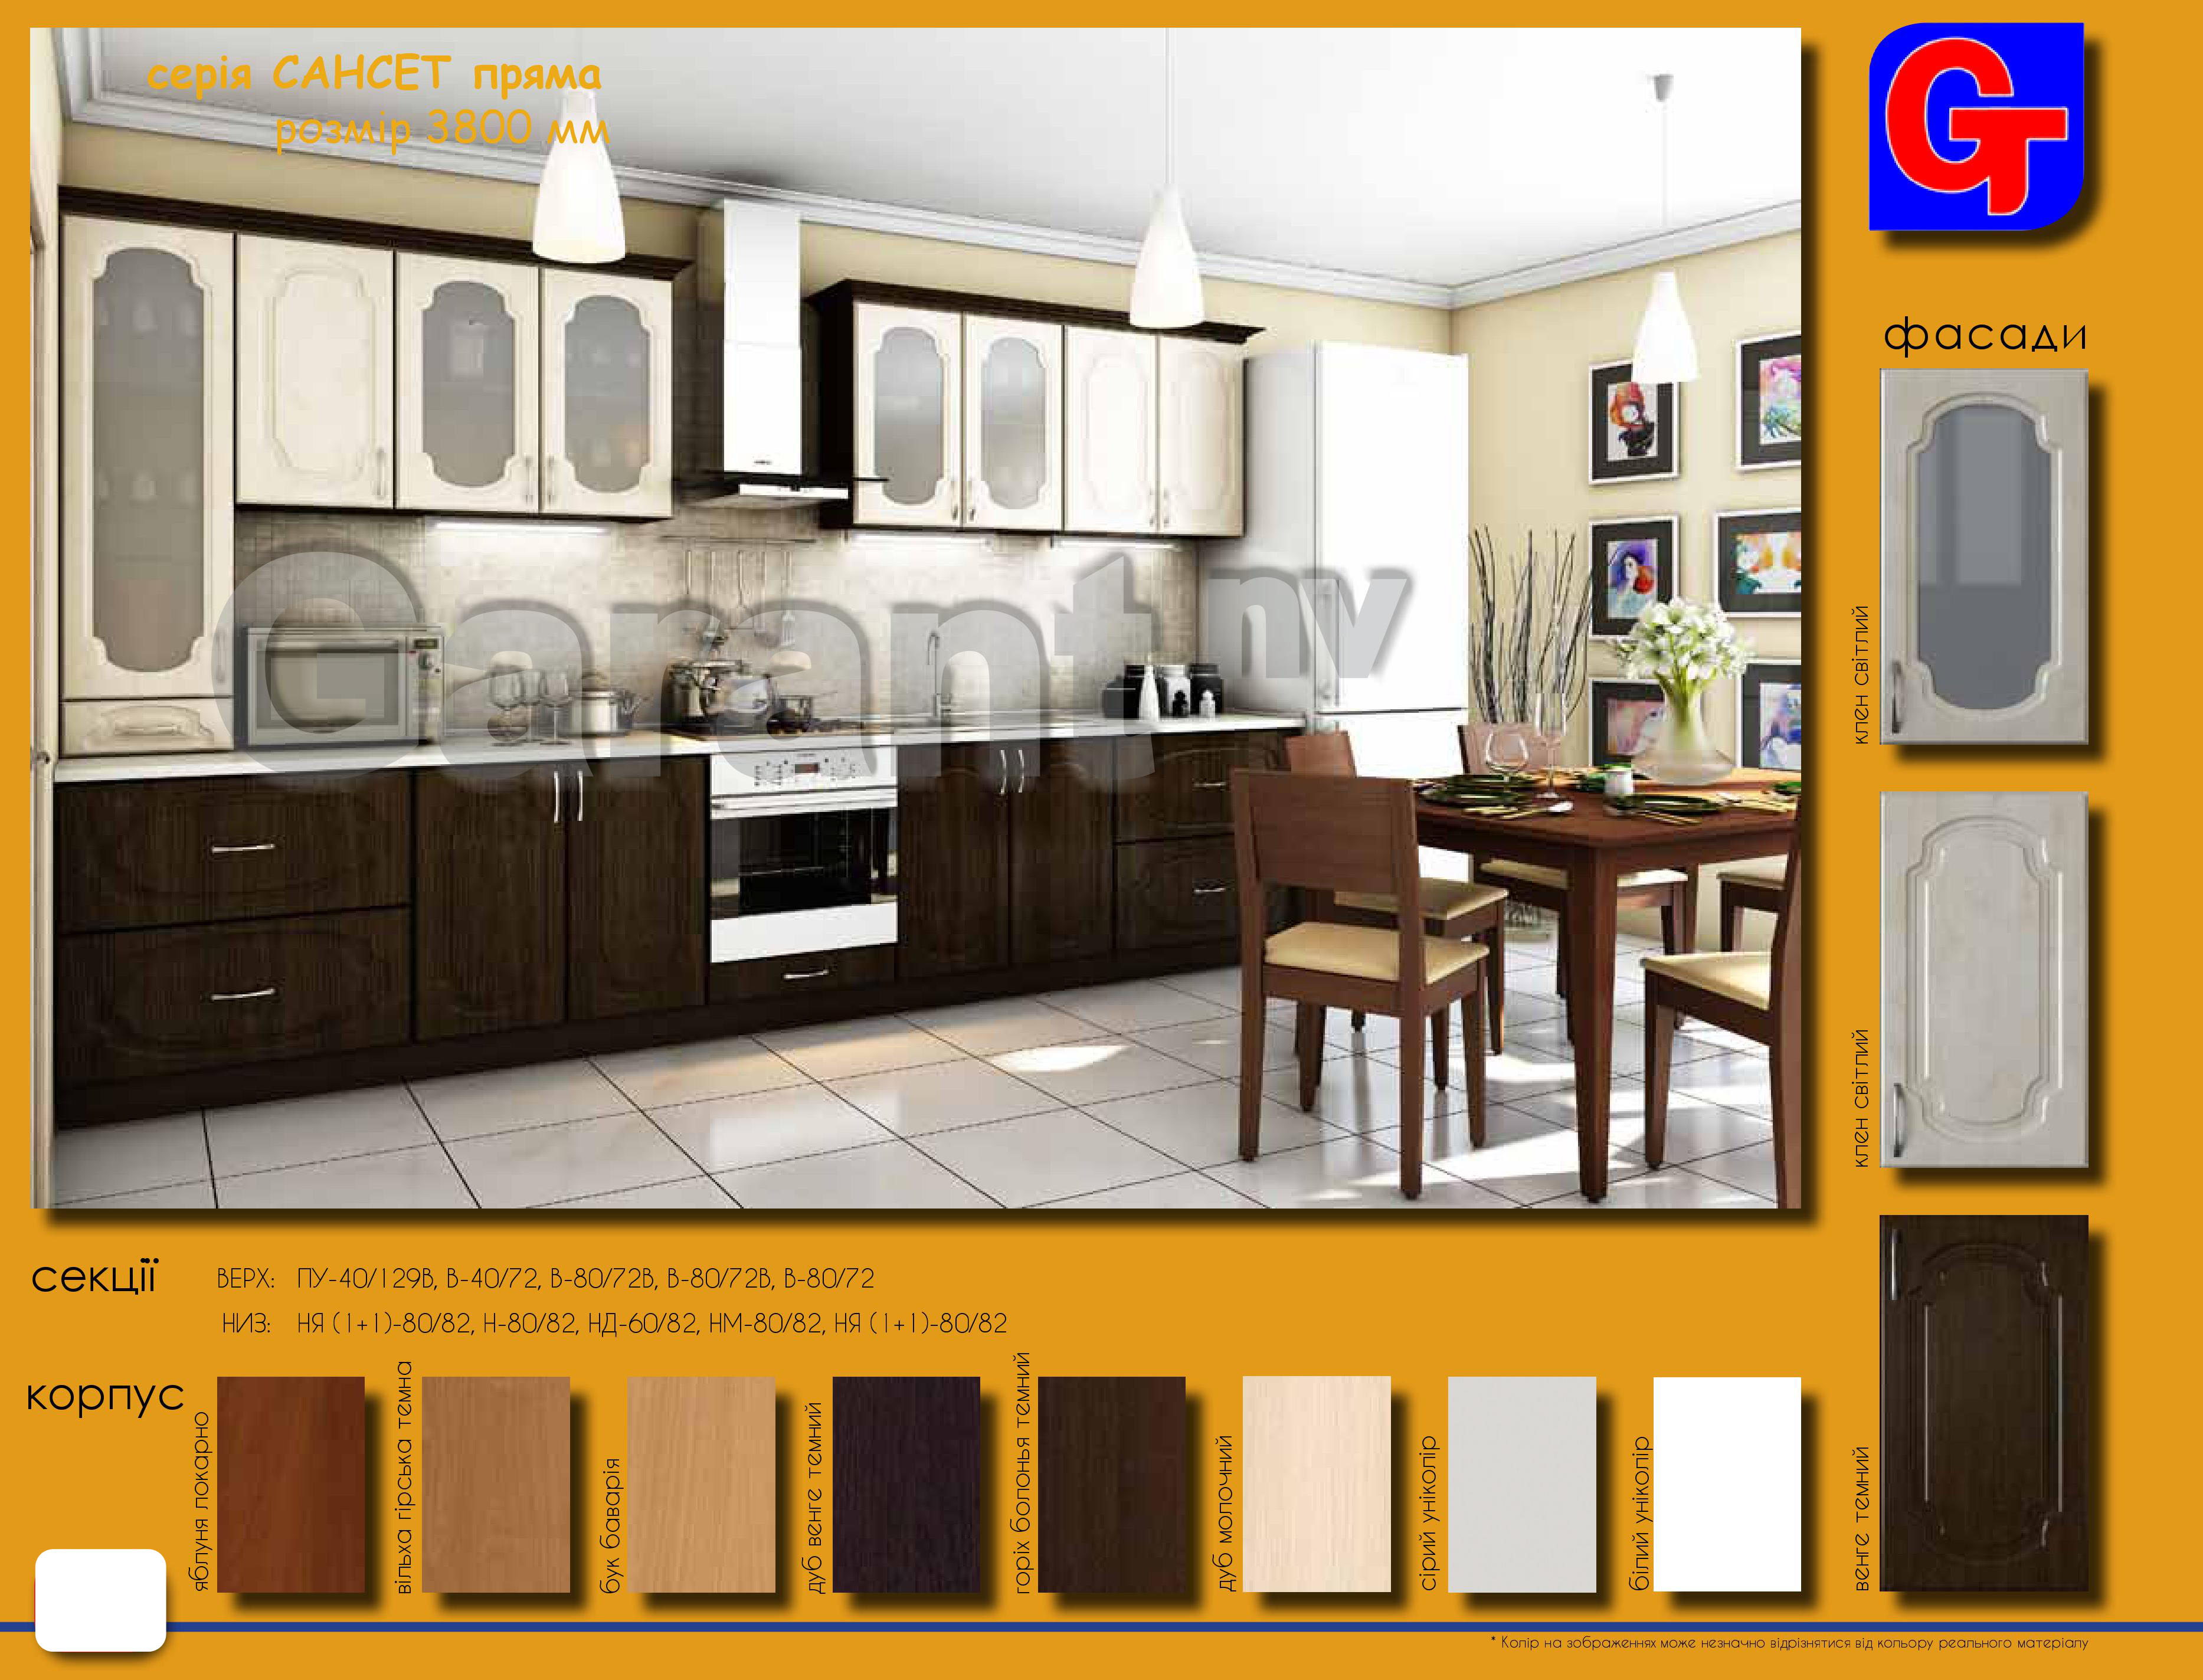 серія САНСЕТ пряма
розмір 3800 мм
GT
фасади
клен світлий
Garant nv
клен світлий
венге темний
секції
ВЕРХ: ПУ-40/129В, В-40/72, В-80/72В, В-80/72В, В-80/72
НИЗ: НЯ (1+1)-80/82, Н-80/82, НД-60/82, НМ-80/82, НЯ (1+1)-80/82
корпус
яблуня локарно
вільха гірська темна
бук баварія
дуб венге темний
горіх болонья темний
дуб молочний
сірий уніколір
білий уніколір
* Колір на зображеннях може незначно відрізнятися від кольору реального матеріалу